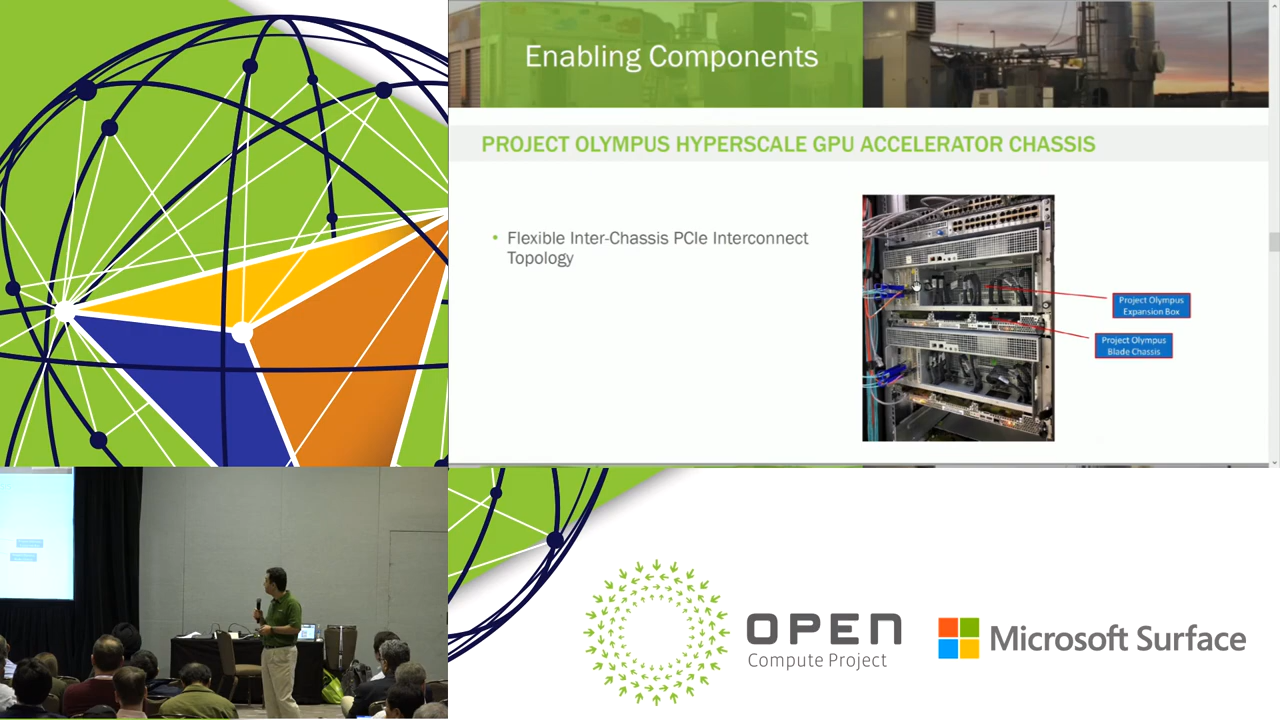 Enabling Components
PROJECT OLYMPUS HYPERSCALE GPU ACCELERATOR CHASSIS
• Flexible Inter-Chassis PCIe Interconnect
Topology
Project Olympus
Expansion Box
Project Olympus
Blade Chassis
OPEN
Compute Project
Microsoft Surface